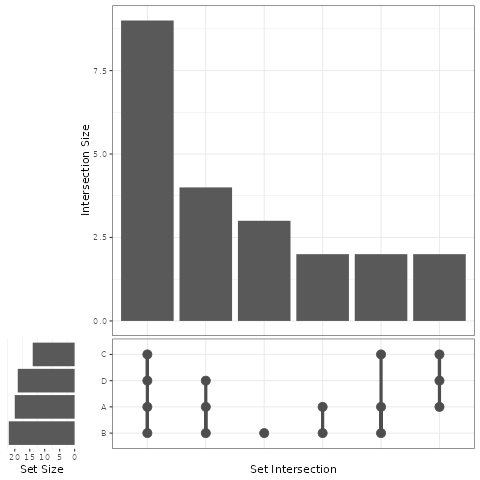 7.5
5.0
2.5
0.0
Intersection Size
C
D
A
B
20 15 10 5 0
Set Size
Set Intersection